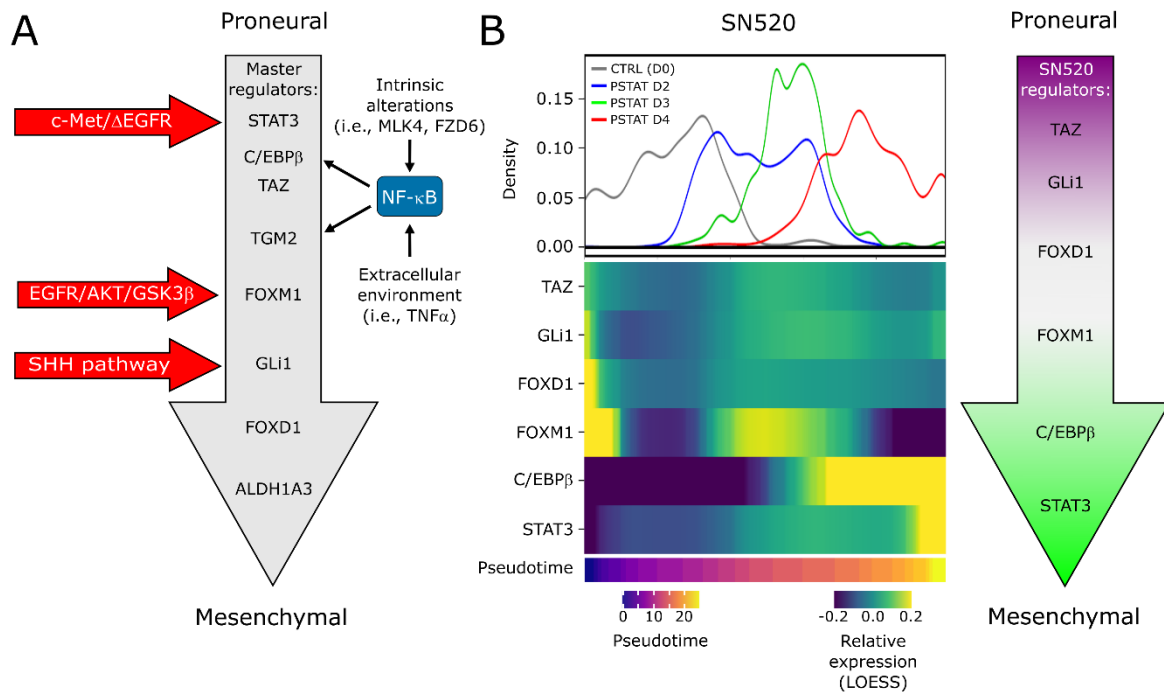 A
Proneural
Master
regulators:
STAT3
C/EBPβ
TAZ
TGM2
FOXM1
GLi1
FOXD1
ALDH1A3
Mesenchymal
c-Met/ΔEGFR
EGFR/AKT/GSK3β
SHH pathway
Intrinsic
alterations
(i.e., MLK4, FZD6)
NF-κB
Extracellular
environment
(i.e., TNFα)
B
SN520
CTRL (D0)
PSTAT D2
PSTAT D3
PSTAT D4
Density
0.15
0.10
0.05
0.00
TAZ
GLi1
FOXD1
FOXM1
C/EBPβ
STAT3
Pseudotime
0 10 20
Pseudotime
-0.2 0.0 0.2
Relative
expression
(LOESS)
Proneural
SN520
regulators:
TAZ
GLi1
FOXD1
FOXM1
C/EBPβ
STAT3
Mesenchymal